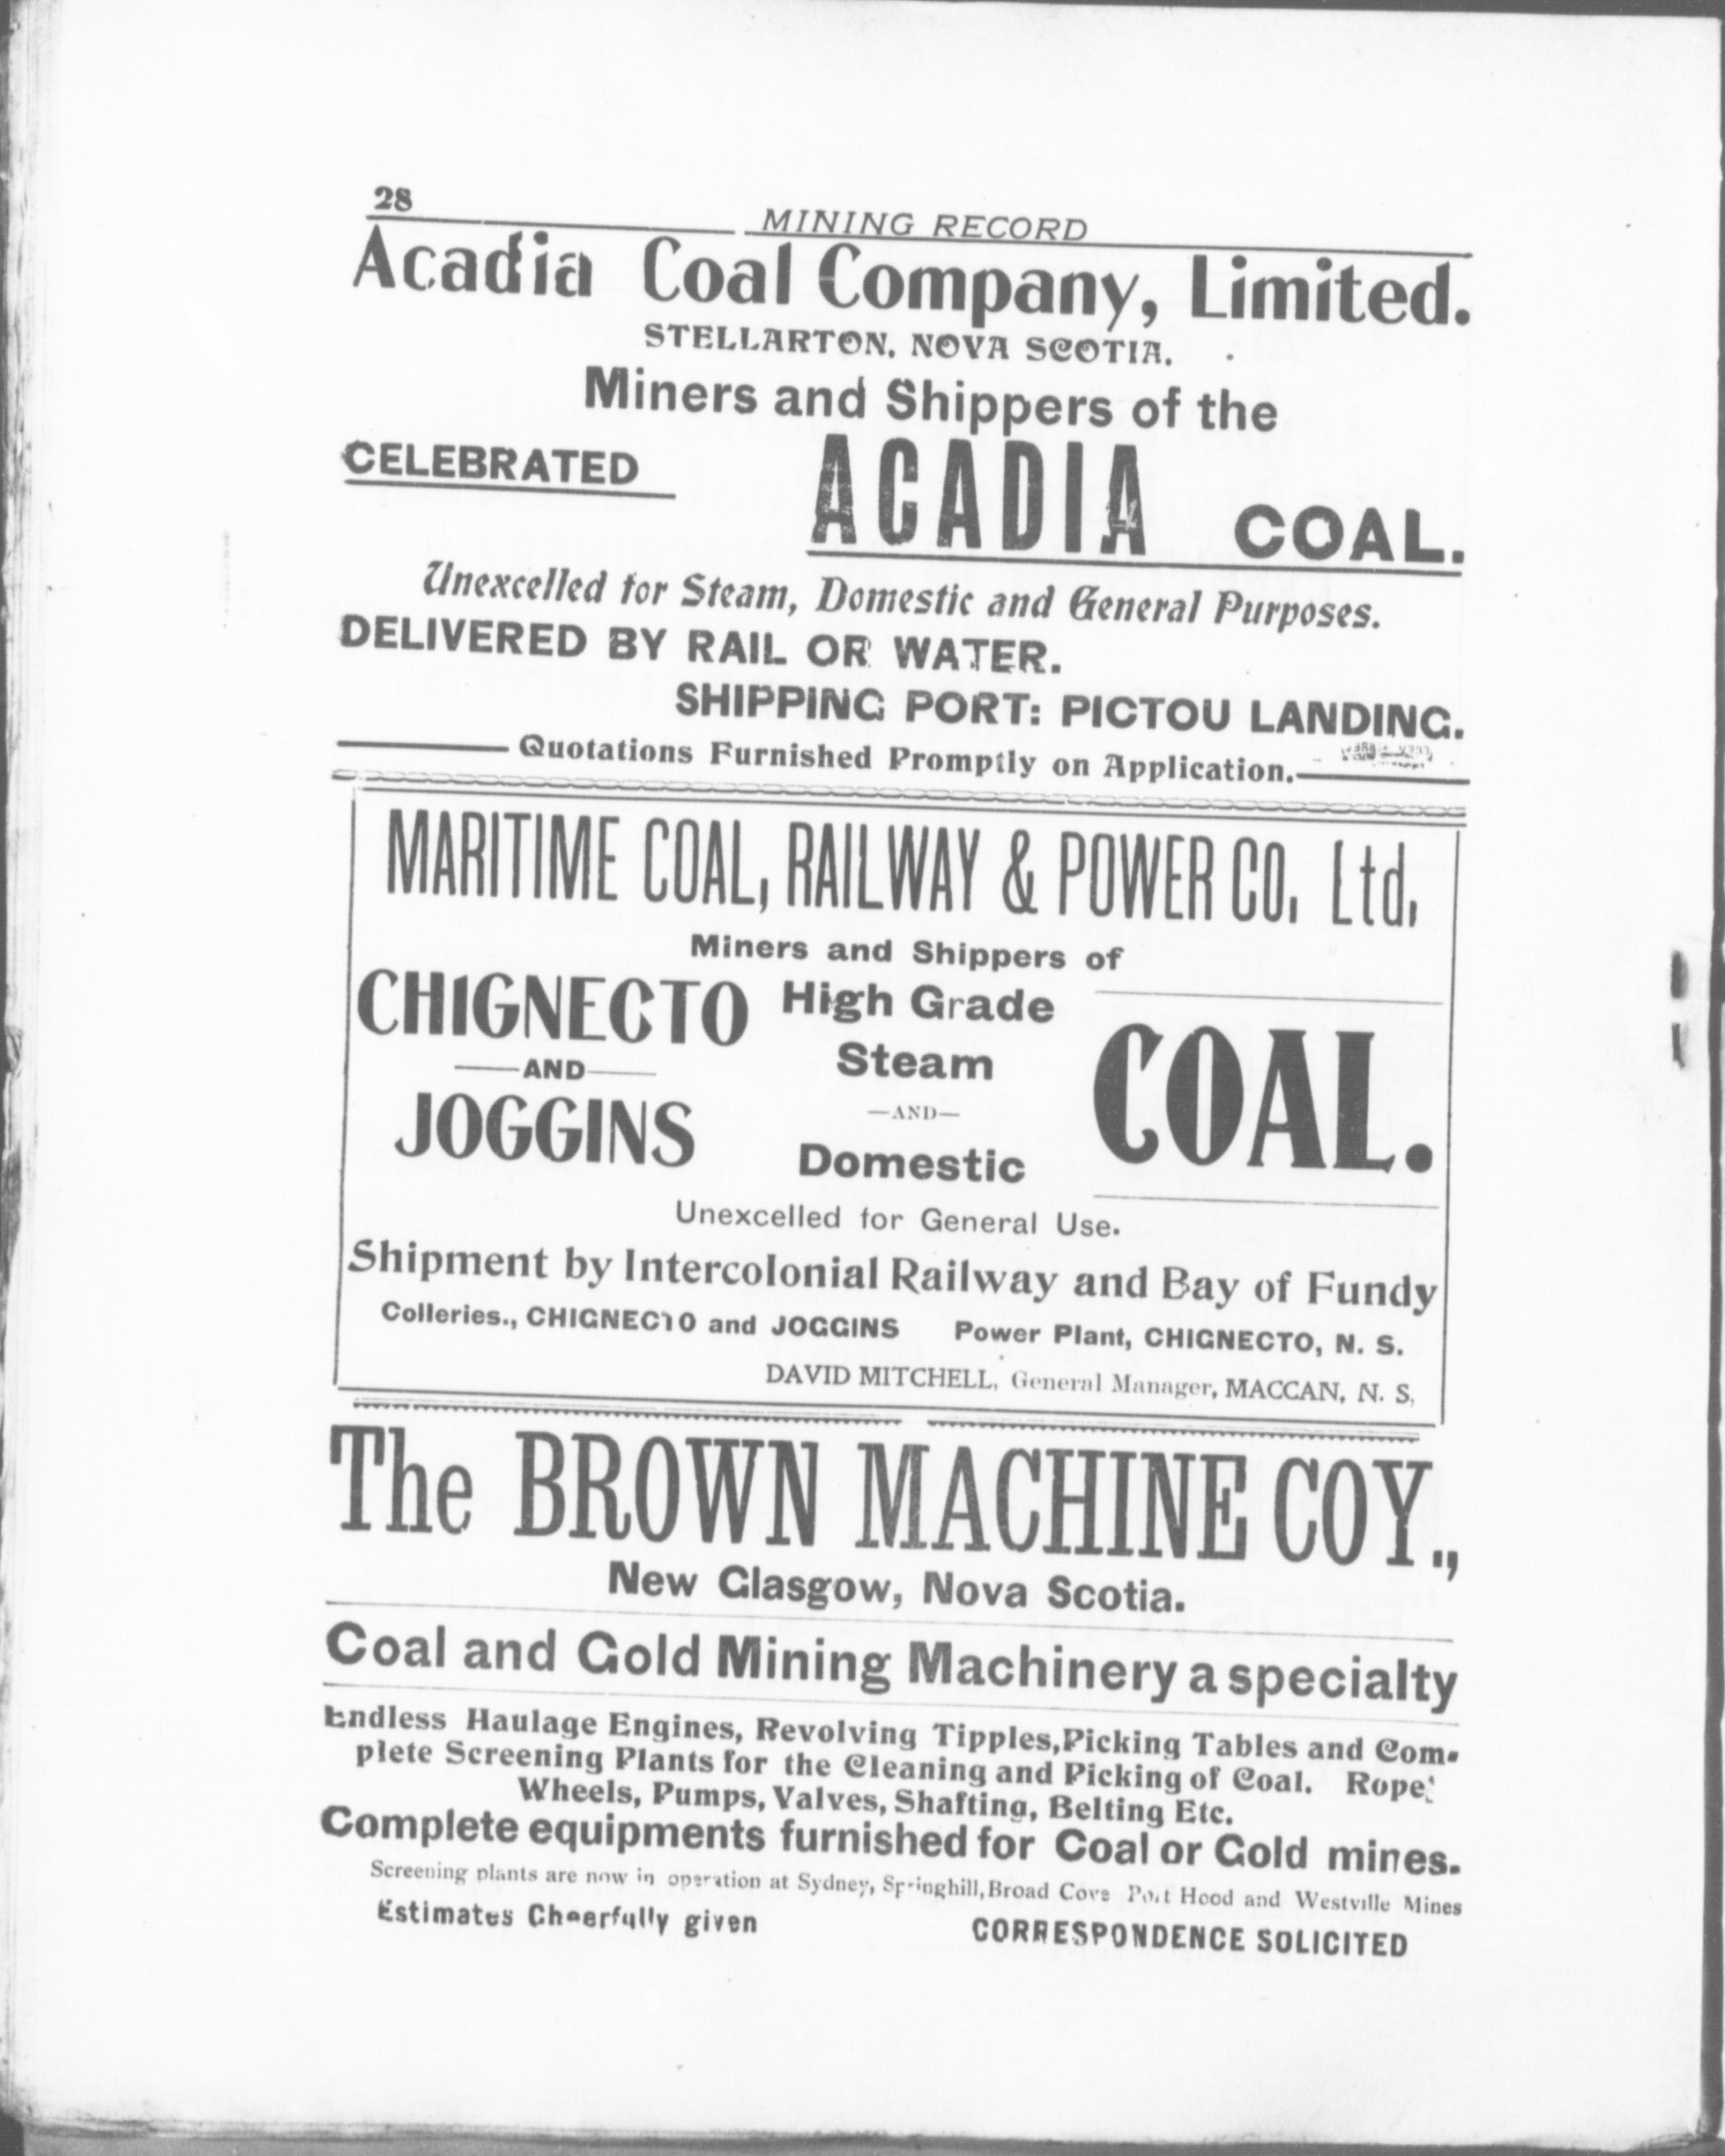 28
MINING RECORD
Acadia Coal Company, Limited.
STELLARTON, NOVA SCOTIA.
Miners and Shippers of the
CELEBRATED ACADIA COAL.
Unexcelled for Steam, Domestic and General Purposes.
DELIVERED BY RAIL OR WATER.
SHIPPING PORT: PICTOU LANDING.
Quotations Furnished Promptly on Application.
MARITIME COAL, RAILWAY & POWER CO. Ltd.
Miners and Shippers of
CHIGNECTO
—AND—
JOGGINS
High Grade
Steam
—AND—
Domestic
COAL.
Unexcelled for General Use.
Shipment by Intercolonial Railway and Bay of Fundy
Colleries., CHIGNECTO and JOGGINS Power Plant, CHIGNECTO, N. S.
DAVID MITCHELL, General Manager, MACCAN, N. S.
The BROWN MACHINE COY.,
New Glasgow, Nova Scotia.
Coal and Gold Mining Machinery a specialty
Endless Haulage Engines, Revolving Tipples, Picking Tables and Com-
plete Screening Plants for the Cleaning and Picking of Coal. Rope
Wheels, Pumps, Valves, Shafting, Belting Etc.
Complete equipments furnished for Coal or Gold mines.
Screening plants are now in operation at Sydney, Springhill, Broad Cove Port Hood and Westville Mines
Estimates Cheerfully given CORRESPONDENCE SOLICITED